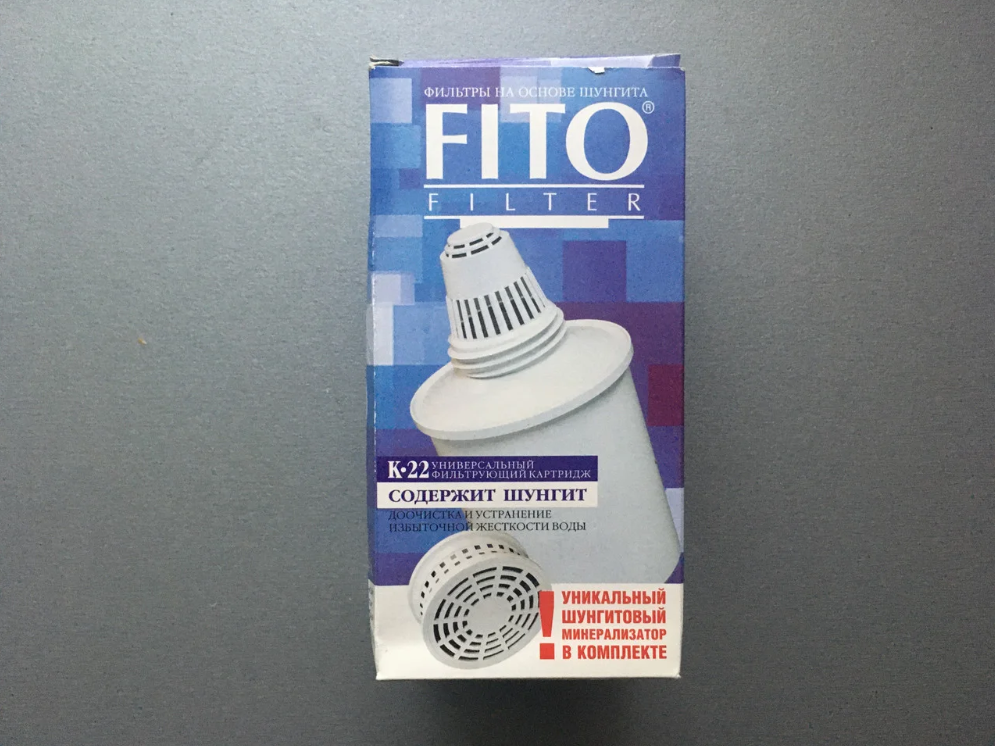 ФИЛЬТРЫ НА ОСНОВЕ ШУНГИТА
FITO®
FILTER
К·22 УНИВЕРСАЛЬНЫЙ
ФИЛЬТРУЮЩИЙ КАРТРИДЖ
СОДЕРЖИТ ШУНГИТ
ДООЧИСТКА И УСТРАНЕНИЕ
ИЗБЫТОЧНОЙ ЖЕСТКОСТИ ВОДЫ
! УНИКАЛЬНЫЙ
ШУНГИТОВЫЙ
МИНЕРАЛИЗАТОР
В КОМПЛЕКТЕ